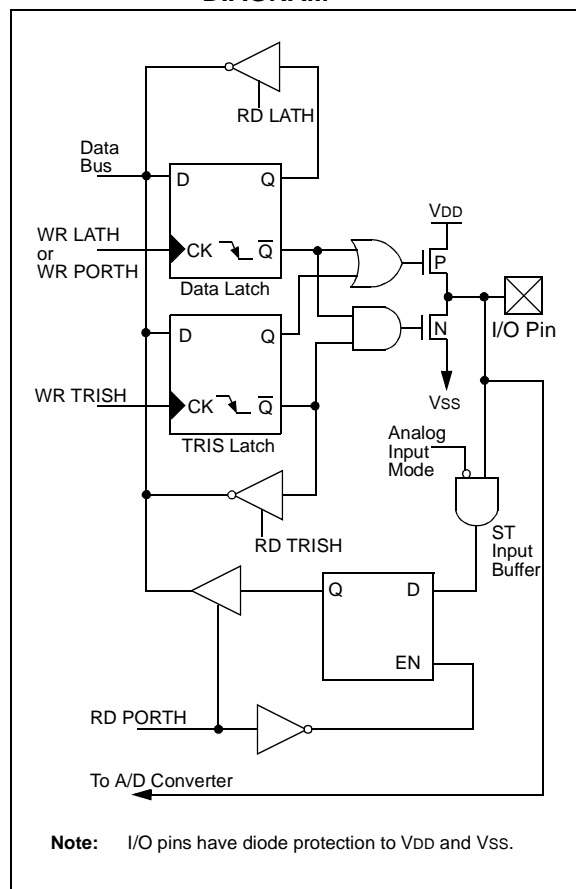 RD LATH
Data
Bus
D
Q
VDD
WR LATH
or
WR PORTH
CK
Q
P
Data Latch
I/O Pin
N
D
Q
WR TRISH
CK
Q
VSS
TRIS Latch
Analog
Input
Mode
RD TRISH
ST
Input
Buffer
Q
D
EN
RD PORTH
To A/D Converter
Note: I/O pins have diode protection to VDD and VSS.